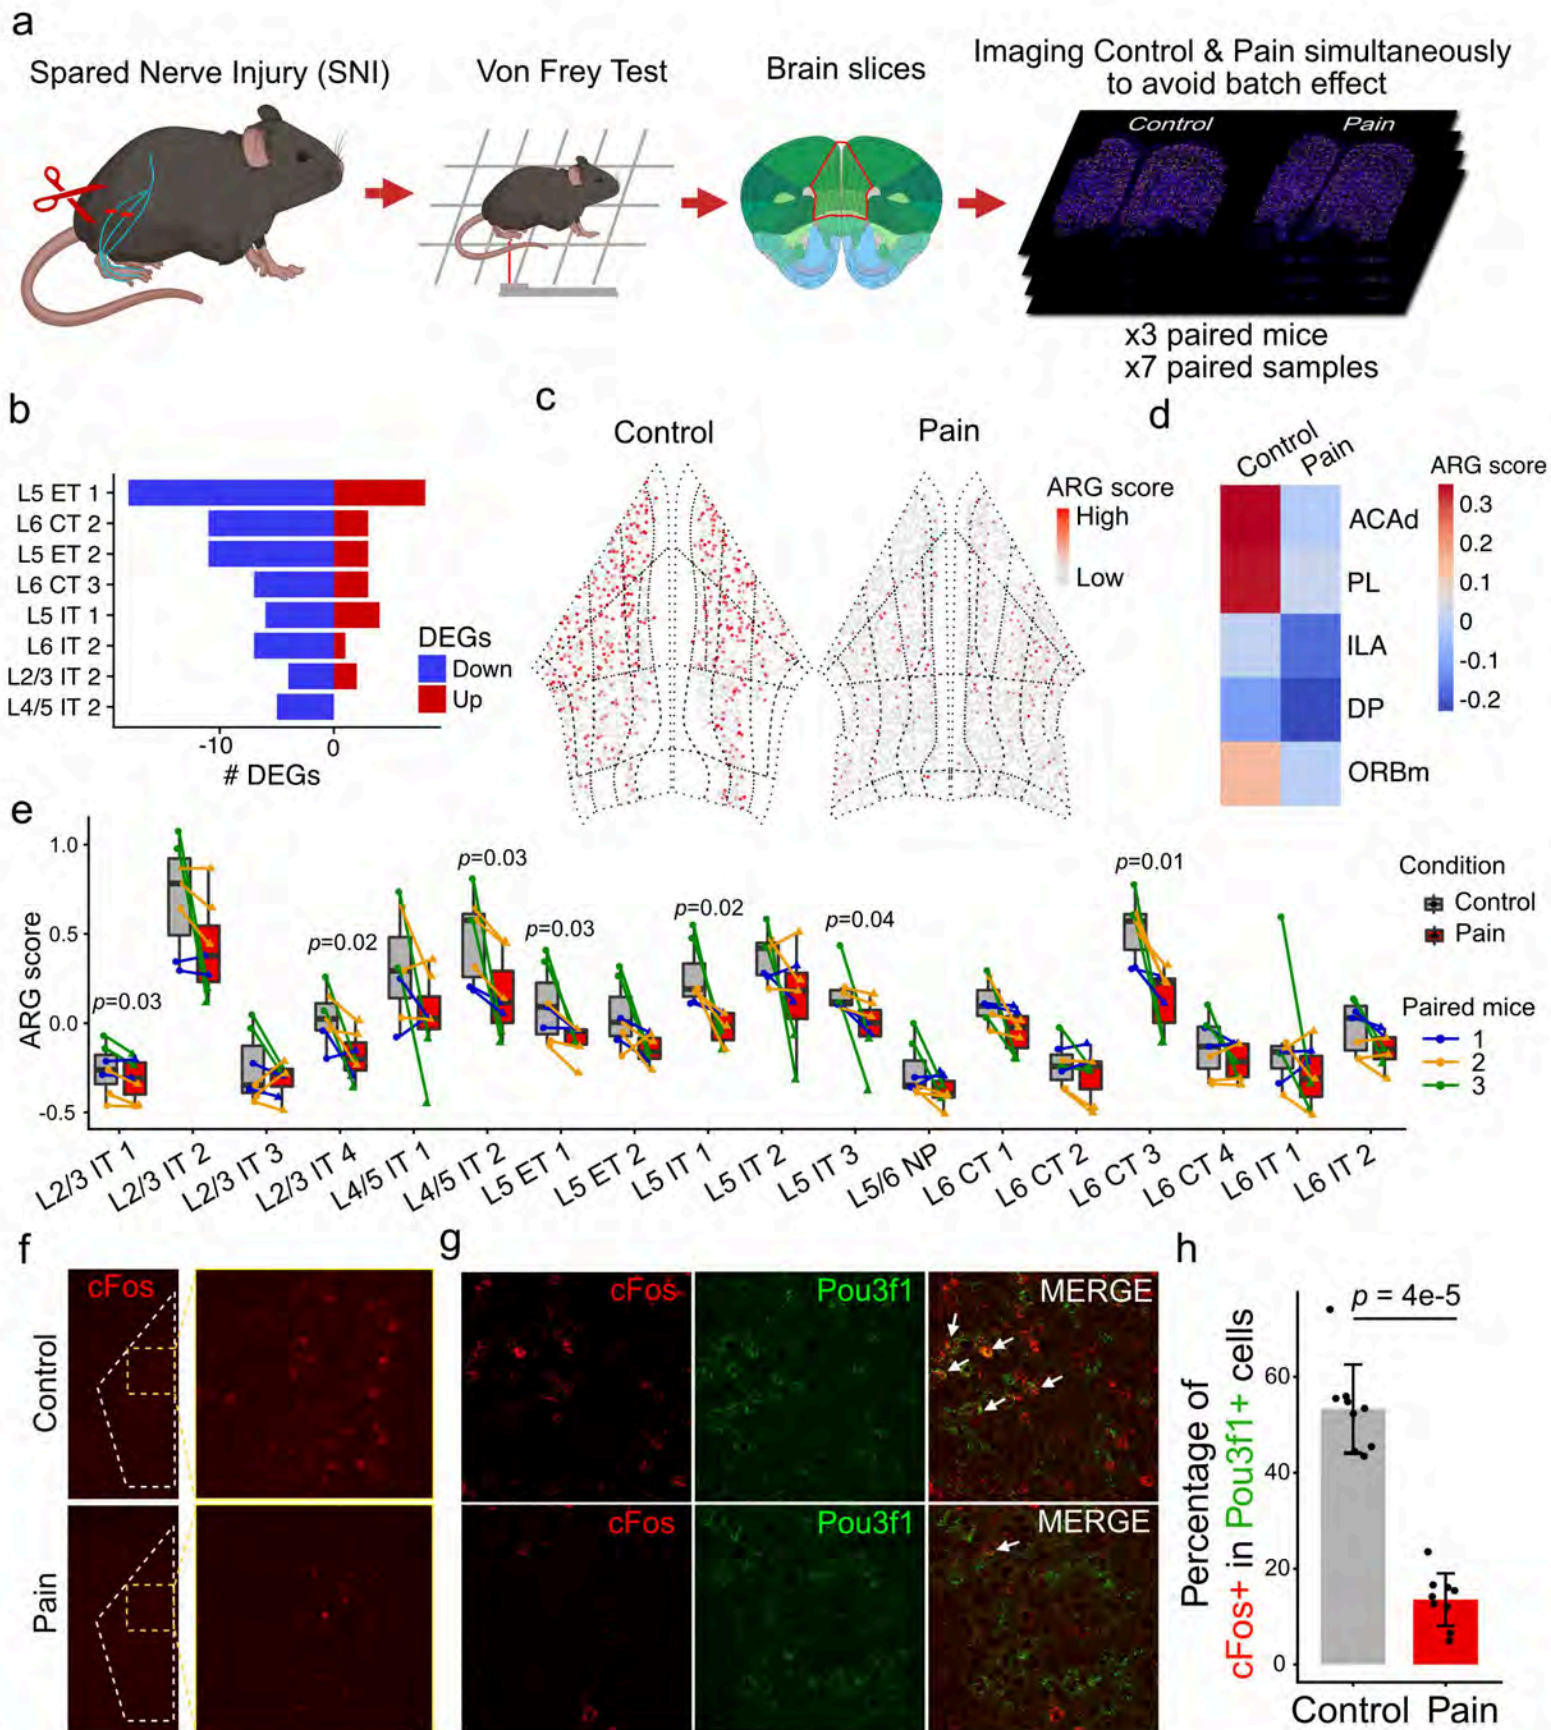 a
Spared Nerve Injury (SNI)
Von Frey Test
Brain slices
Imaging Control & Pain simultaneously
to avoid batch effect
Control
Pain
x3 paired mice
x7 paired samples
b
L5 ET 1
L6 CT 2
L5 ET 2
L6 CT 3
L5 IT 1
L6 IT 2
L2/3 IT 2
L4/5 IT 2
-10
0
# DEGs
DEGs
Down
Up
c
Control
Pain
ARG score
High
Low
d
Control
Pain
ACAd
PL
ILA
DP
ORBm
ARG score
0.3
0.2
0.1
0
-0.1
-0.2
e
ARG score
1.0
0.5
0.0
-0.5
p=0.03
p=0.02
p=0.03
p=0.03
p=0.02
p=0.04
p=0.01
L2/3 IT 1
L2/3 IT 2
L2/3 IT 3
L2/3 IT 4
L4/5 IT 1
L4/5 IT 2
L5 ET 1
L5 ET 2
L5 IT 1
L5 IT 2
L5 IT 3
L5/6 NP
L6 CT 1
L6 CT 2
L6 CT 3
L6 CT 4
L6 IT 1
L6 IT 2
Condition
Control
Pain
Paired mice
1
2
3
f
cFos
Control
Pain
g
cFos
Pou3f1
MERGE
cFos
Pou3f1
MERGE
h
Percentage of
cFos+ in Pou3f1+ cells
p = 4e-5
60
40
20
0
Control
Pain